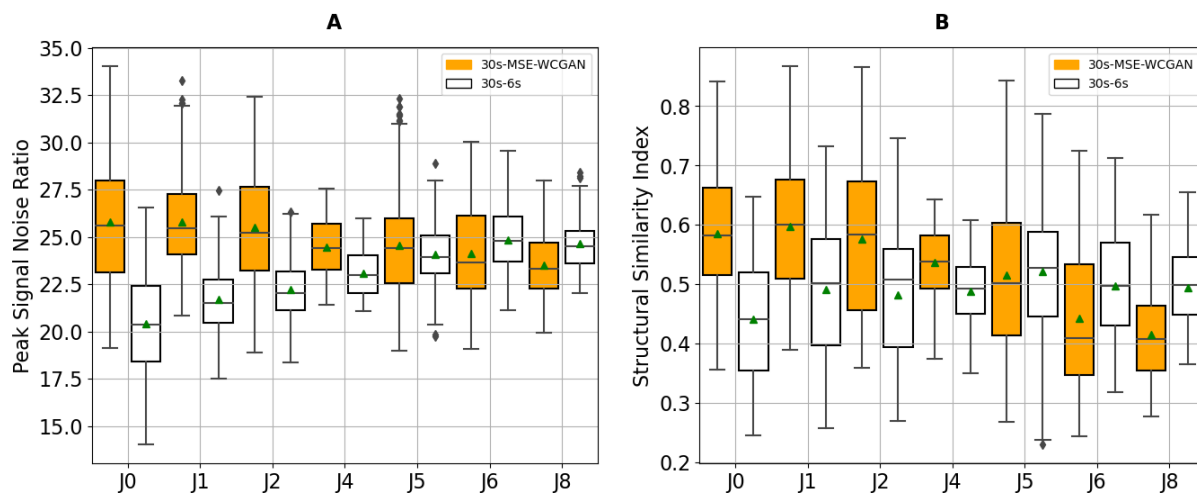 A
Peak Signal Noise Ratio
35.0
32.5
30.0
27.5
25.0
22.5
20.0
17.5
15.0
30s-MSE-WCGAN
30s-6s
J0 J1 J2 J4 J5 J6 J8
B
Structural Similarity Index
0.8
0.7
0.6
0.5
0.4
0.3
0.2
30s-MSE-WCGAN
30s-6s
J0 J1 J2 J4 J5 J6 J8